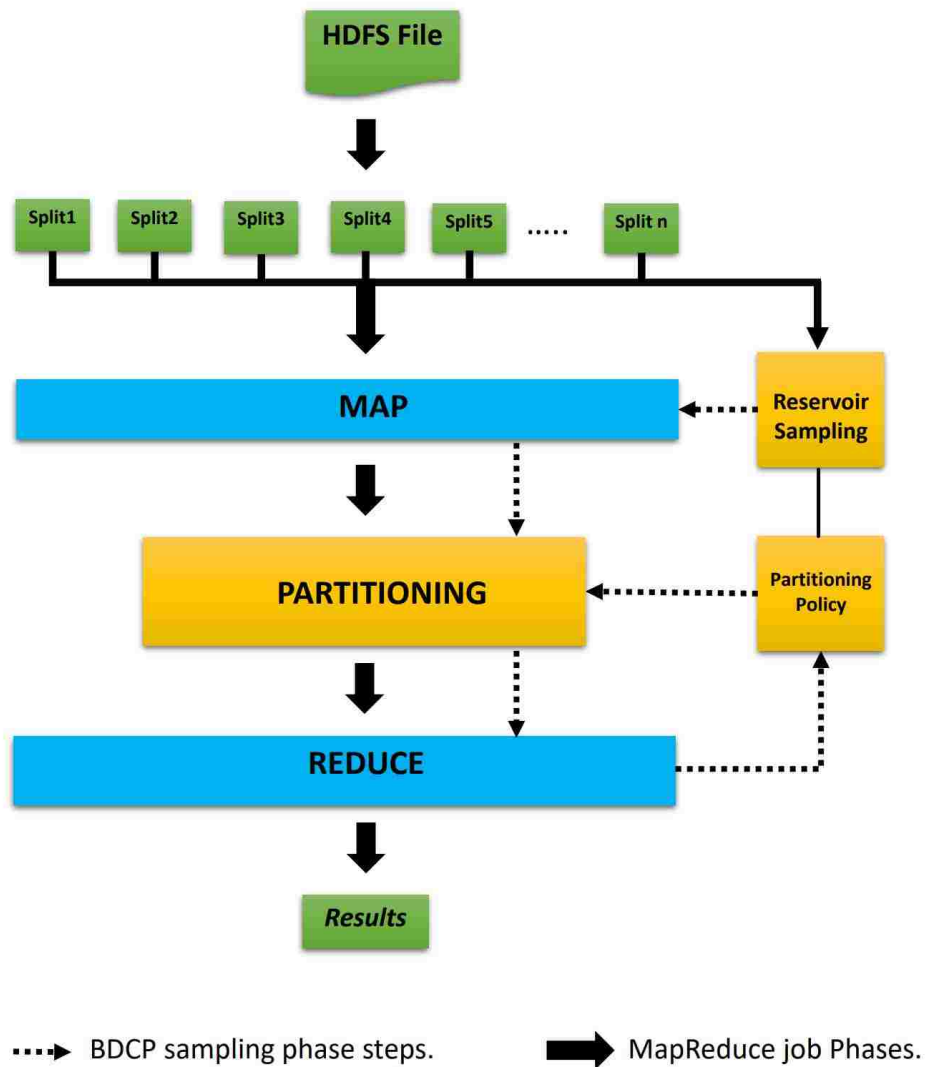 HDFS File
Split1
Split2
Split3
Split4
Split5
......
Split n
MAP
Reservoir
Sampling
PARTITIONING
Partitioning
Policy
REDUCE
Results
BDCP sampling phase steps.
MapReduce job Phases.